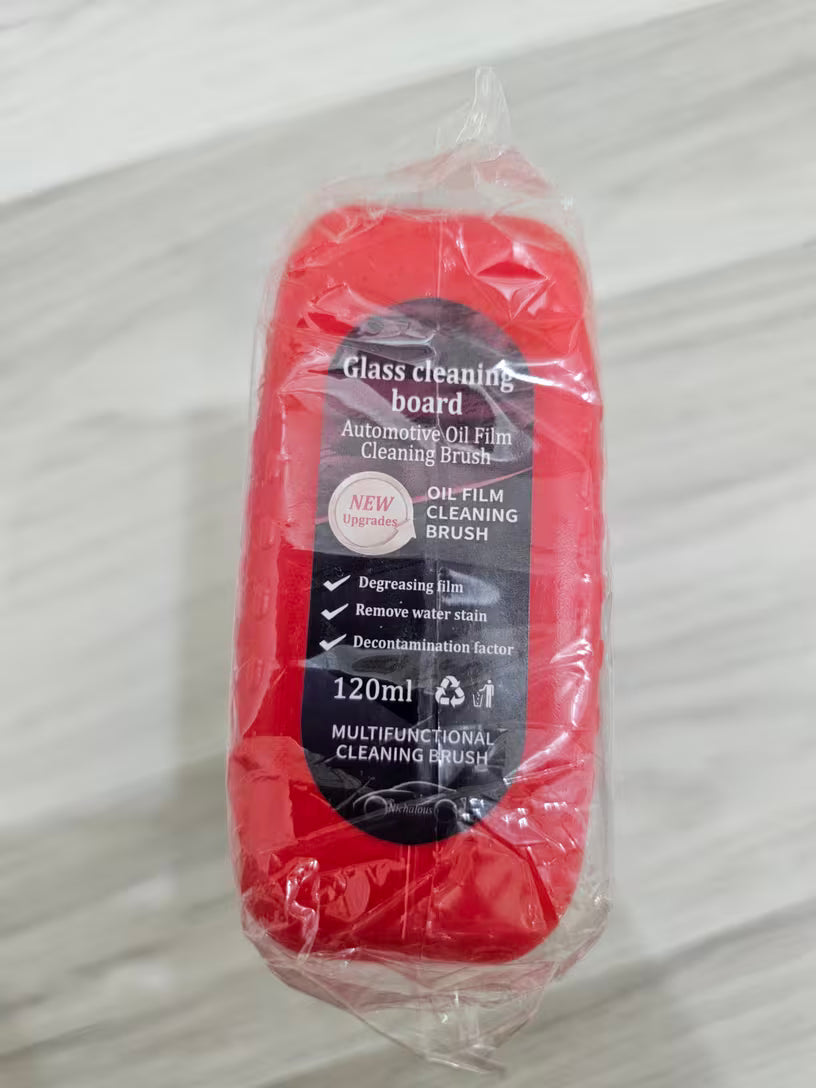 Glass cleaning
board
Automotive Oil Film
Cleaning Brush
NEW
Upgrades
OIL FILM
CLEANING
BRUSH
Degreasing film
Remove water stain
Decontamination factor
120ml
MULTIFUNCTIONAL
CLEANING BRUSH
Nichalous